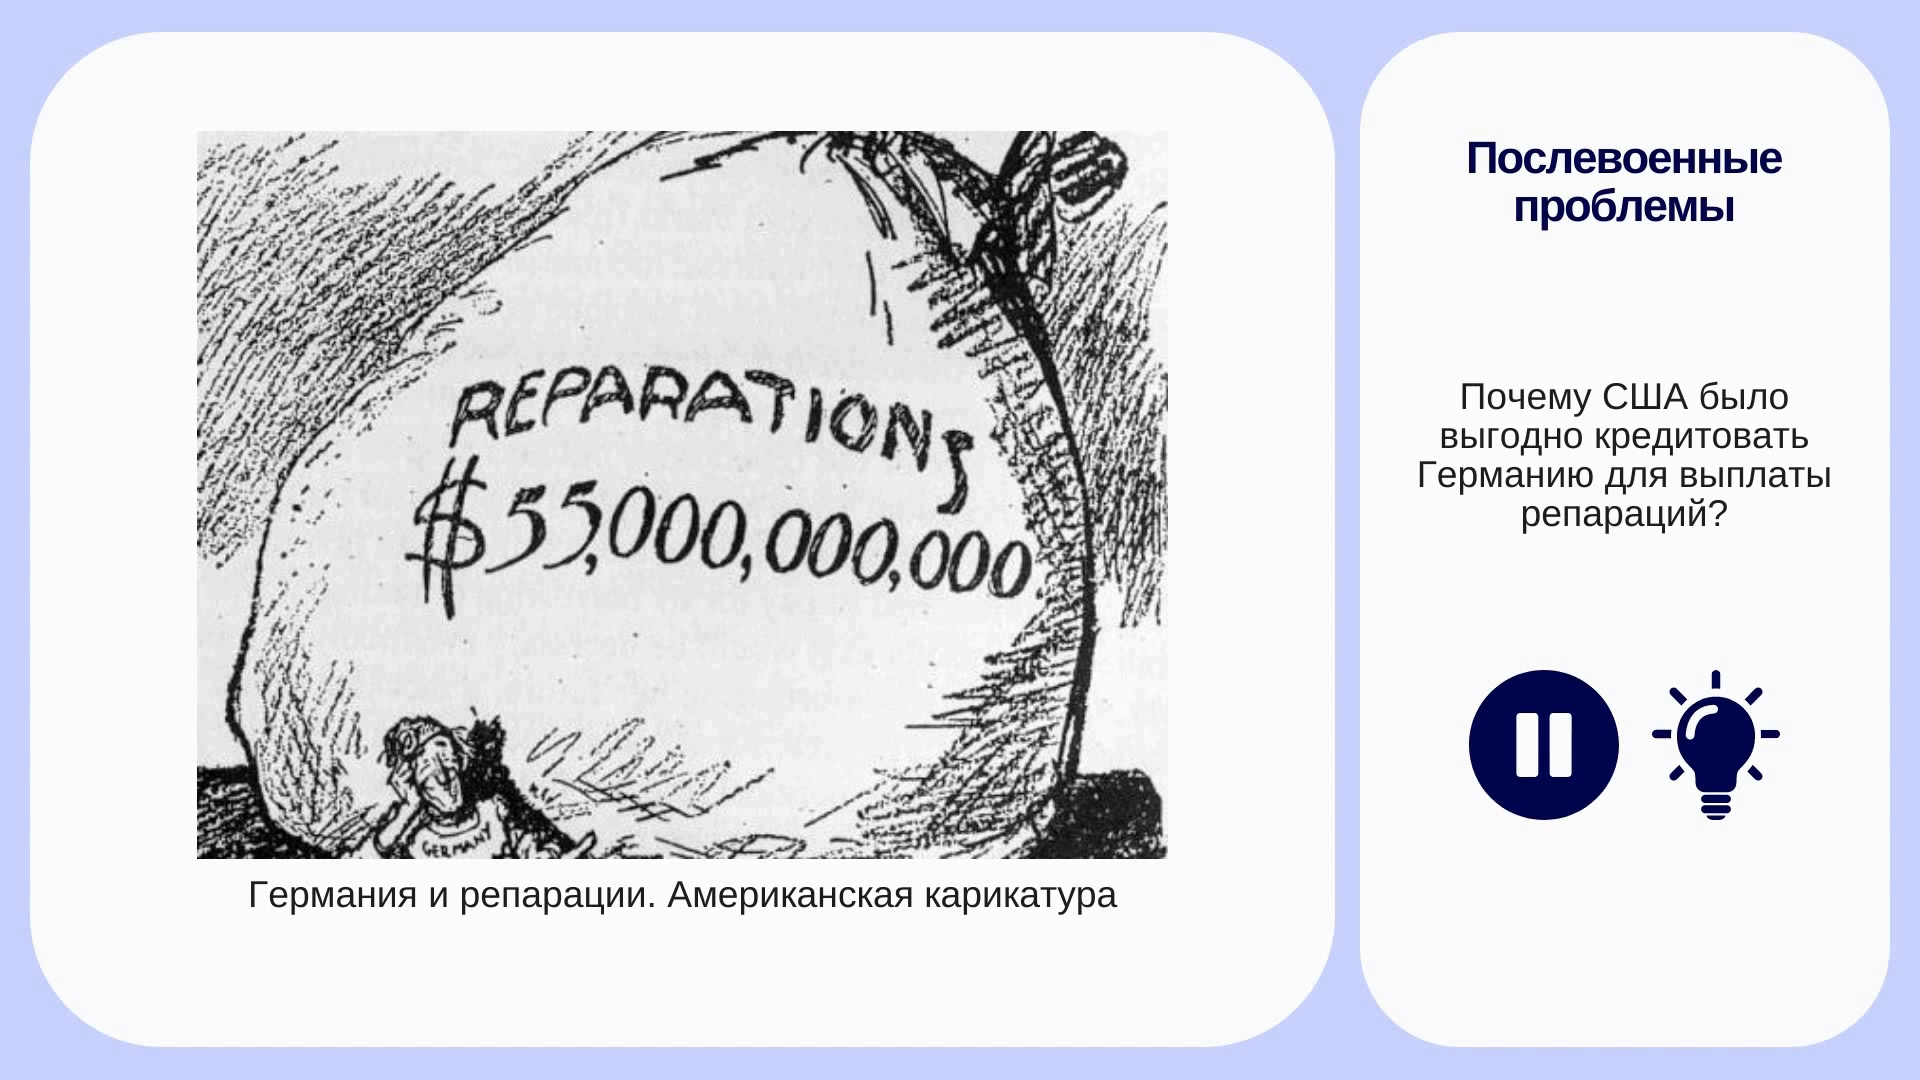 REPARATIONS
$55,000,000,000
GERMANY
Германия и репарации. Американская карикатура
Послевоенные
проблемы
Почему США было
выгодно кредитовать
Германию для выплаты
репараций?